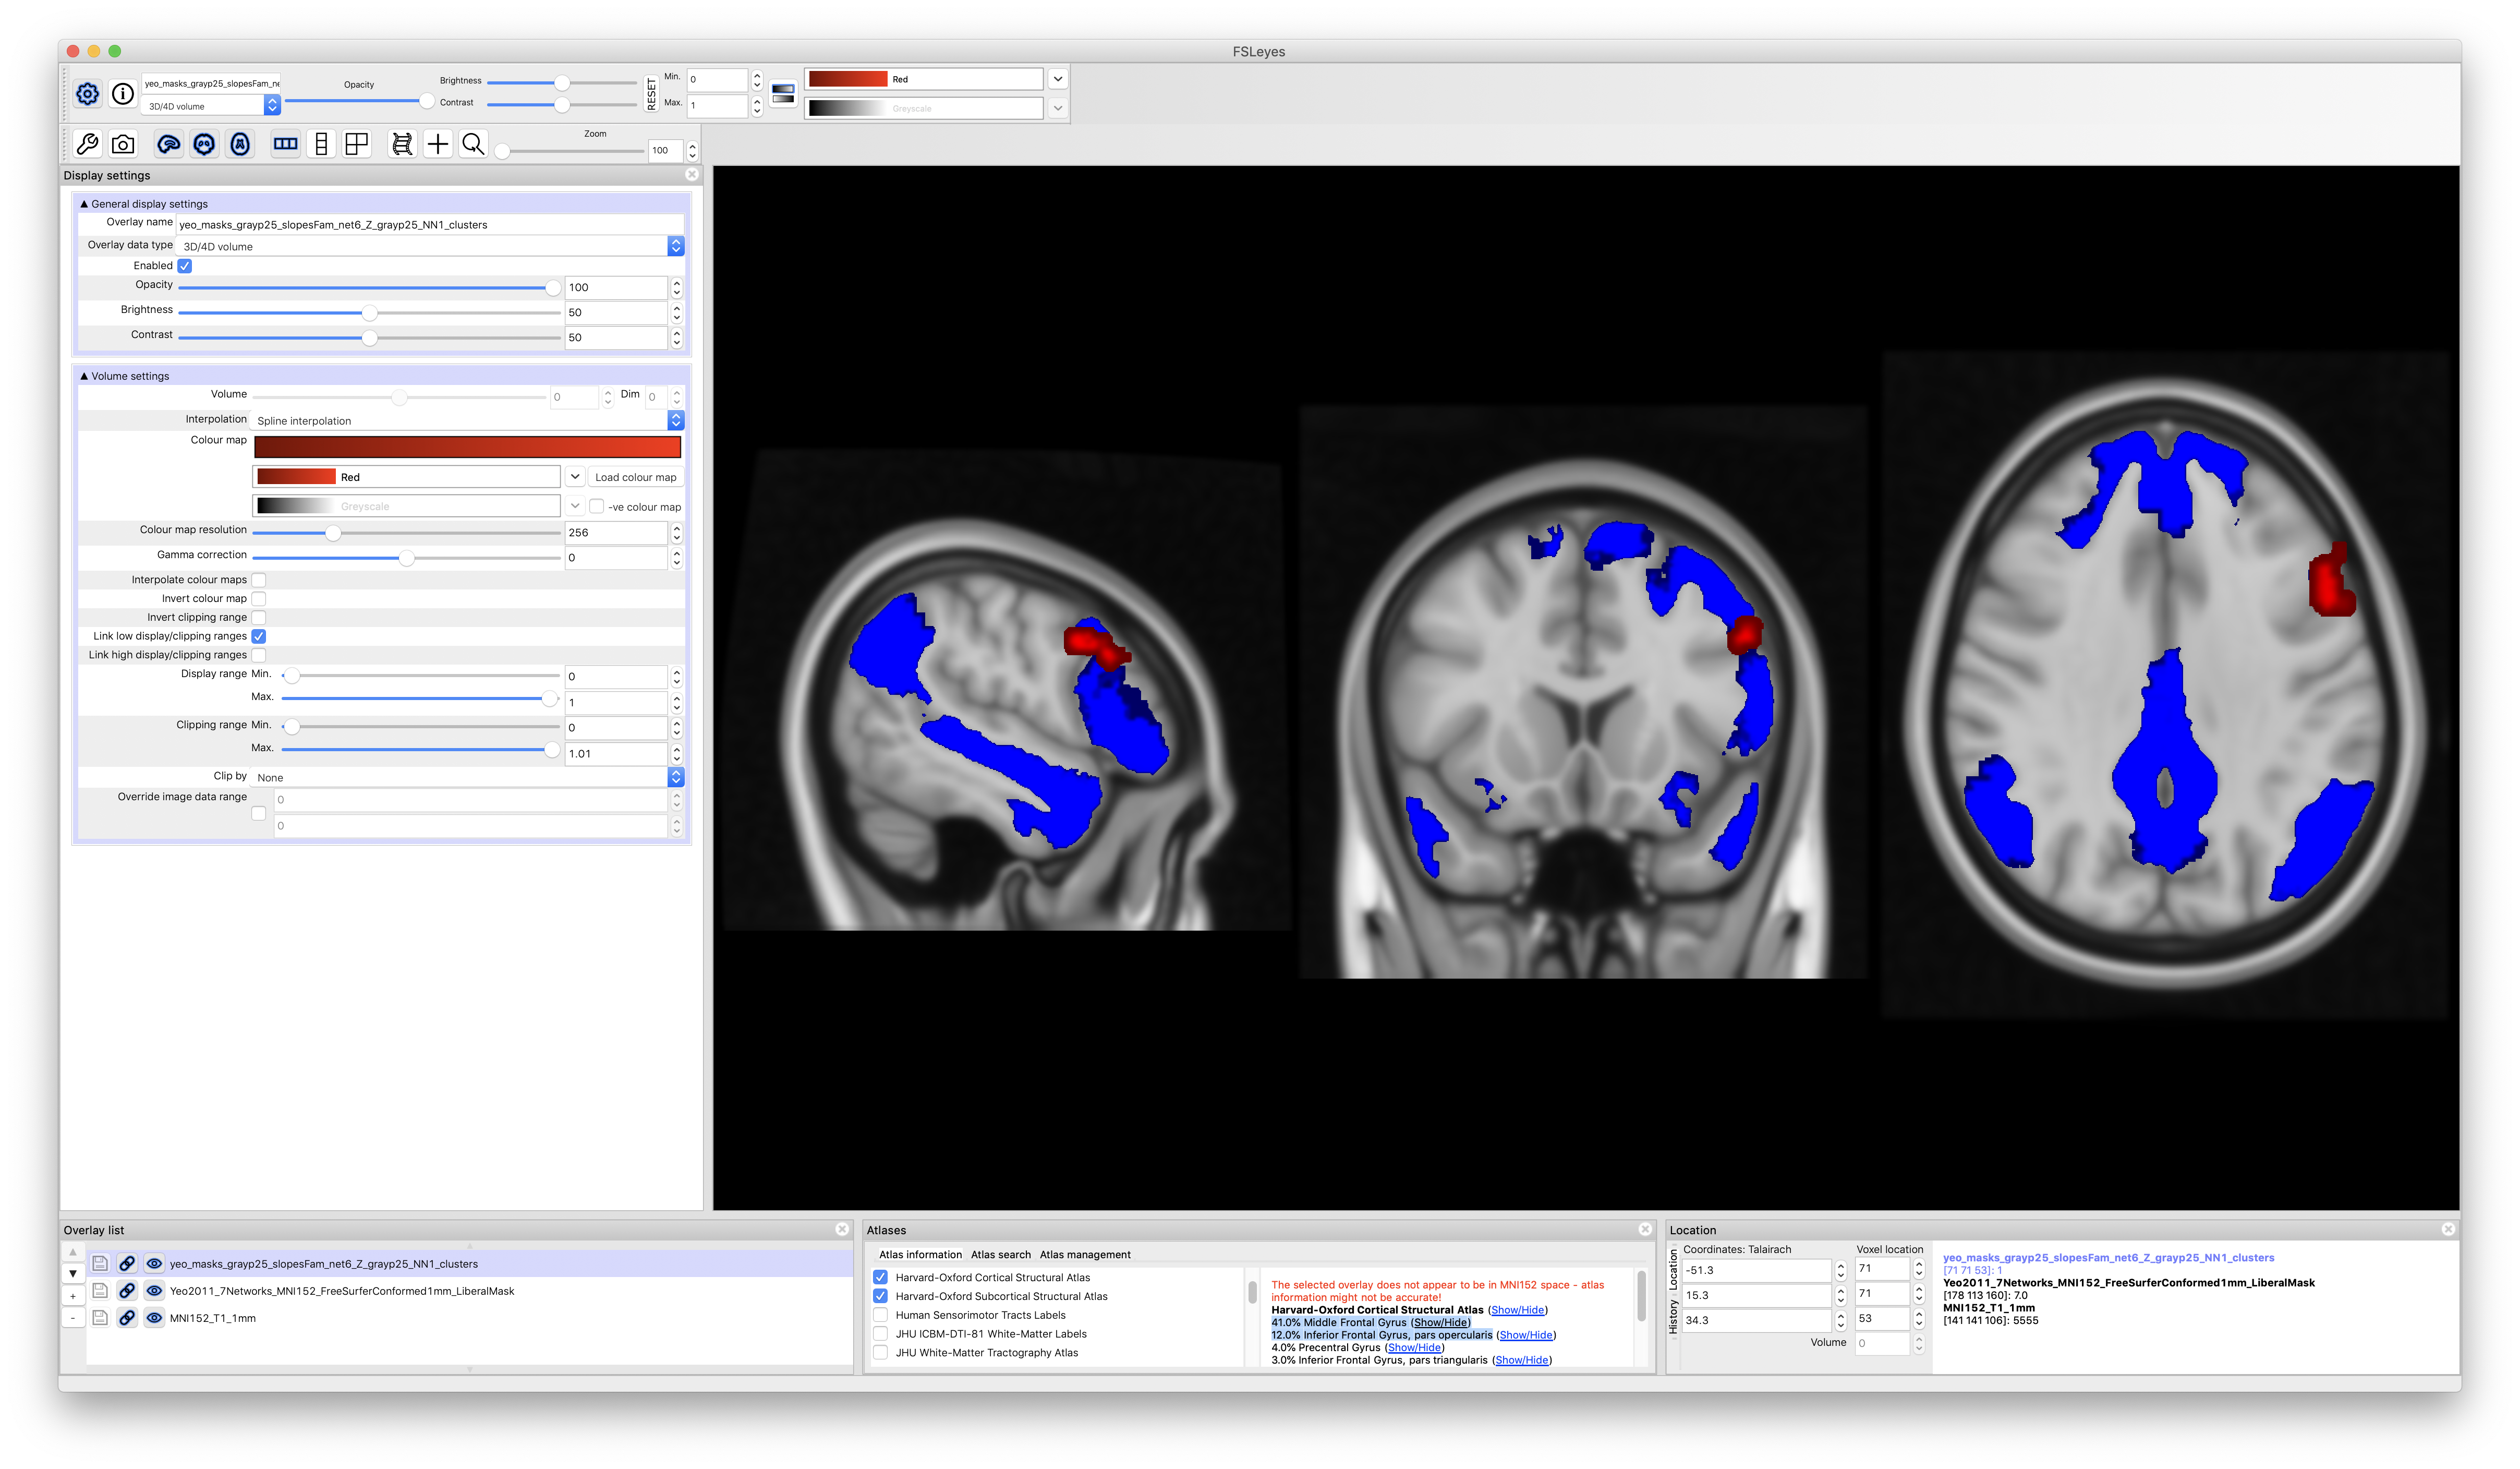 FSLeyes
yeo_masks_grayp25_slopesFam_ne
3D/4D volume
Opacity
Brightness
Contrast
RESET
Min. 0
Max. 1
Red
Greyscale
Zoom
100
Display settings
▲ General display settings
Overlay name yeo_masks_grayp25_slopesFam_net6_Z_grayp25_NN1_clusters
Overlay data type 3D/4D volume
Enabled
Opacity 100
Brightness 50
Contrast 50
▲ Volume settings
Volume 0 Dim 0
Interpolation Spline interpolation
Colour map
Red Load colour map
Greyscale -ve colour map
Colour map resolution 256
Gamma correction 0
Interpolate colour maps
Invert colour map
Invert clipping range
Link low display/clipping ranges
Link high display/clipping ranges
Display range Min. 0
Max. 1
Clipping range Min. 0
Max. 1.01
Clip by None
Override image data range 0
0
Overlay list
yeo_masks_grayp25_slopesFam_net6_Z_grayp25_NN1_clusters
Yeo2011_7Networks_MNI152_FreeSurferConformed1mm_LiberalMask
MNI152_T1_1mm
+
-
Atlases
Atlas information Atlas search Atlas management
Harvard-Oxford Cortical Structural Atlas
Harvard-Oxford Subcortical Structural Atlas
Human Sensorimotor Tracts Labels
JHU ICBM-DTI-81 White-Matter Labels
JHU White-Matter Tractography Atlas
The selected overlay does not appear to be in MNI152 space - atlas
information might not be accurate!
Harvard-Oxford Cortical Structural Atlas (Show/Hide)
41.0% Middle Frontal Gyrus (Show/Hide)
12.0% Inferior Frontal Gyrus, pars opercularis (Show/Hide)
4.0% Precentral Gyrus (Show/Hide)
3.0% Inferior Frontal Gyrus, pars triangularis (Show/Hide)
Location
Location
History
Coordinates: Talairach Voxel location
-51.3 71
15.3 71
34.3 53
Volume 0
yeo_masks_grayp25_slopesFam_net6_Z_grayp25_NN1_clusters
[71 71 53]: 1
Yeo2011_7Networks_MNI152_FreeSurferConformed1mm_LiberalMask
[178 113 160]: 7.0
MNI152_T1_1mm
[141 141 106]: 5555